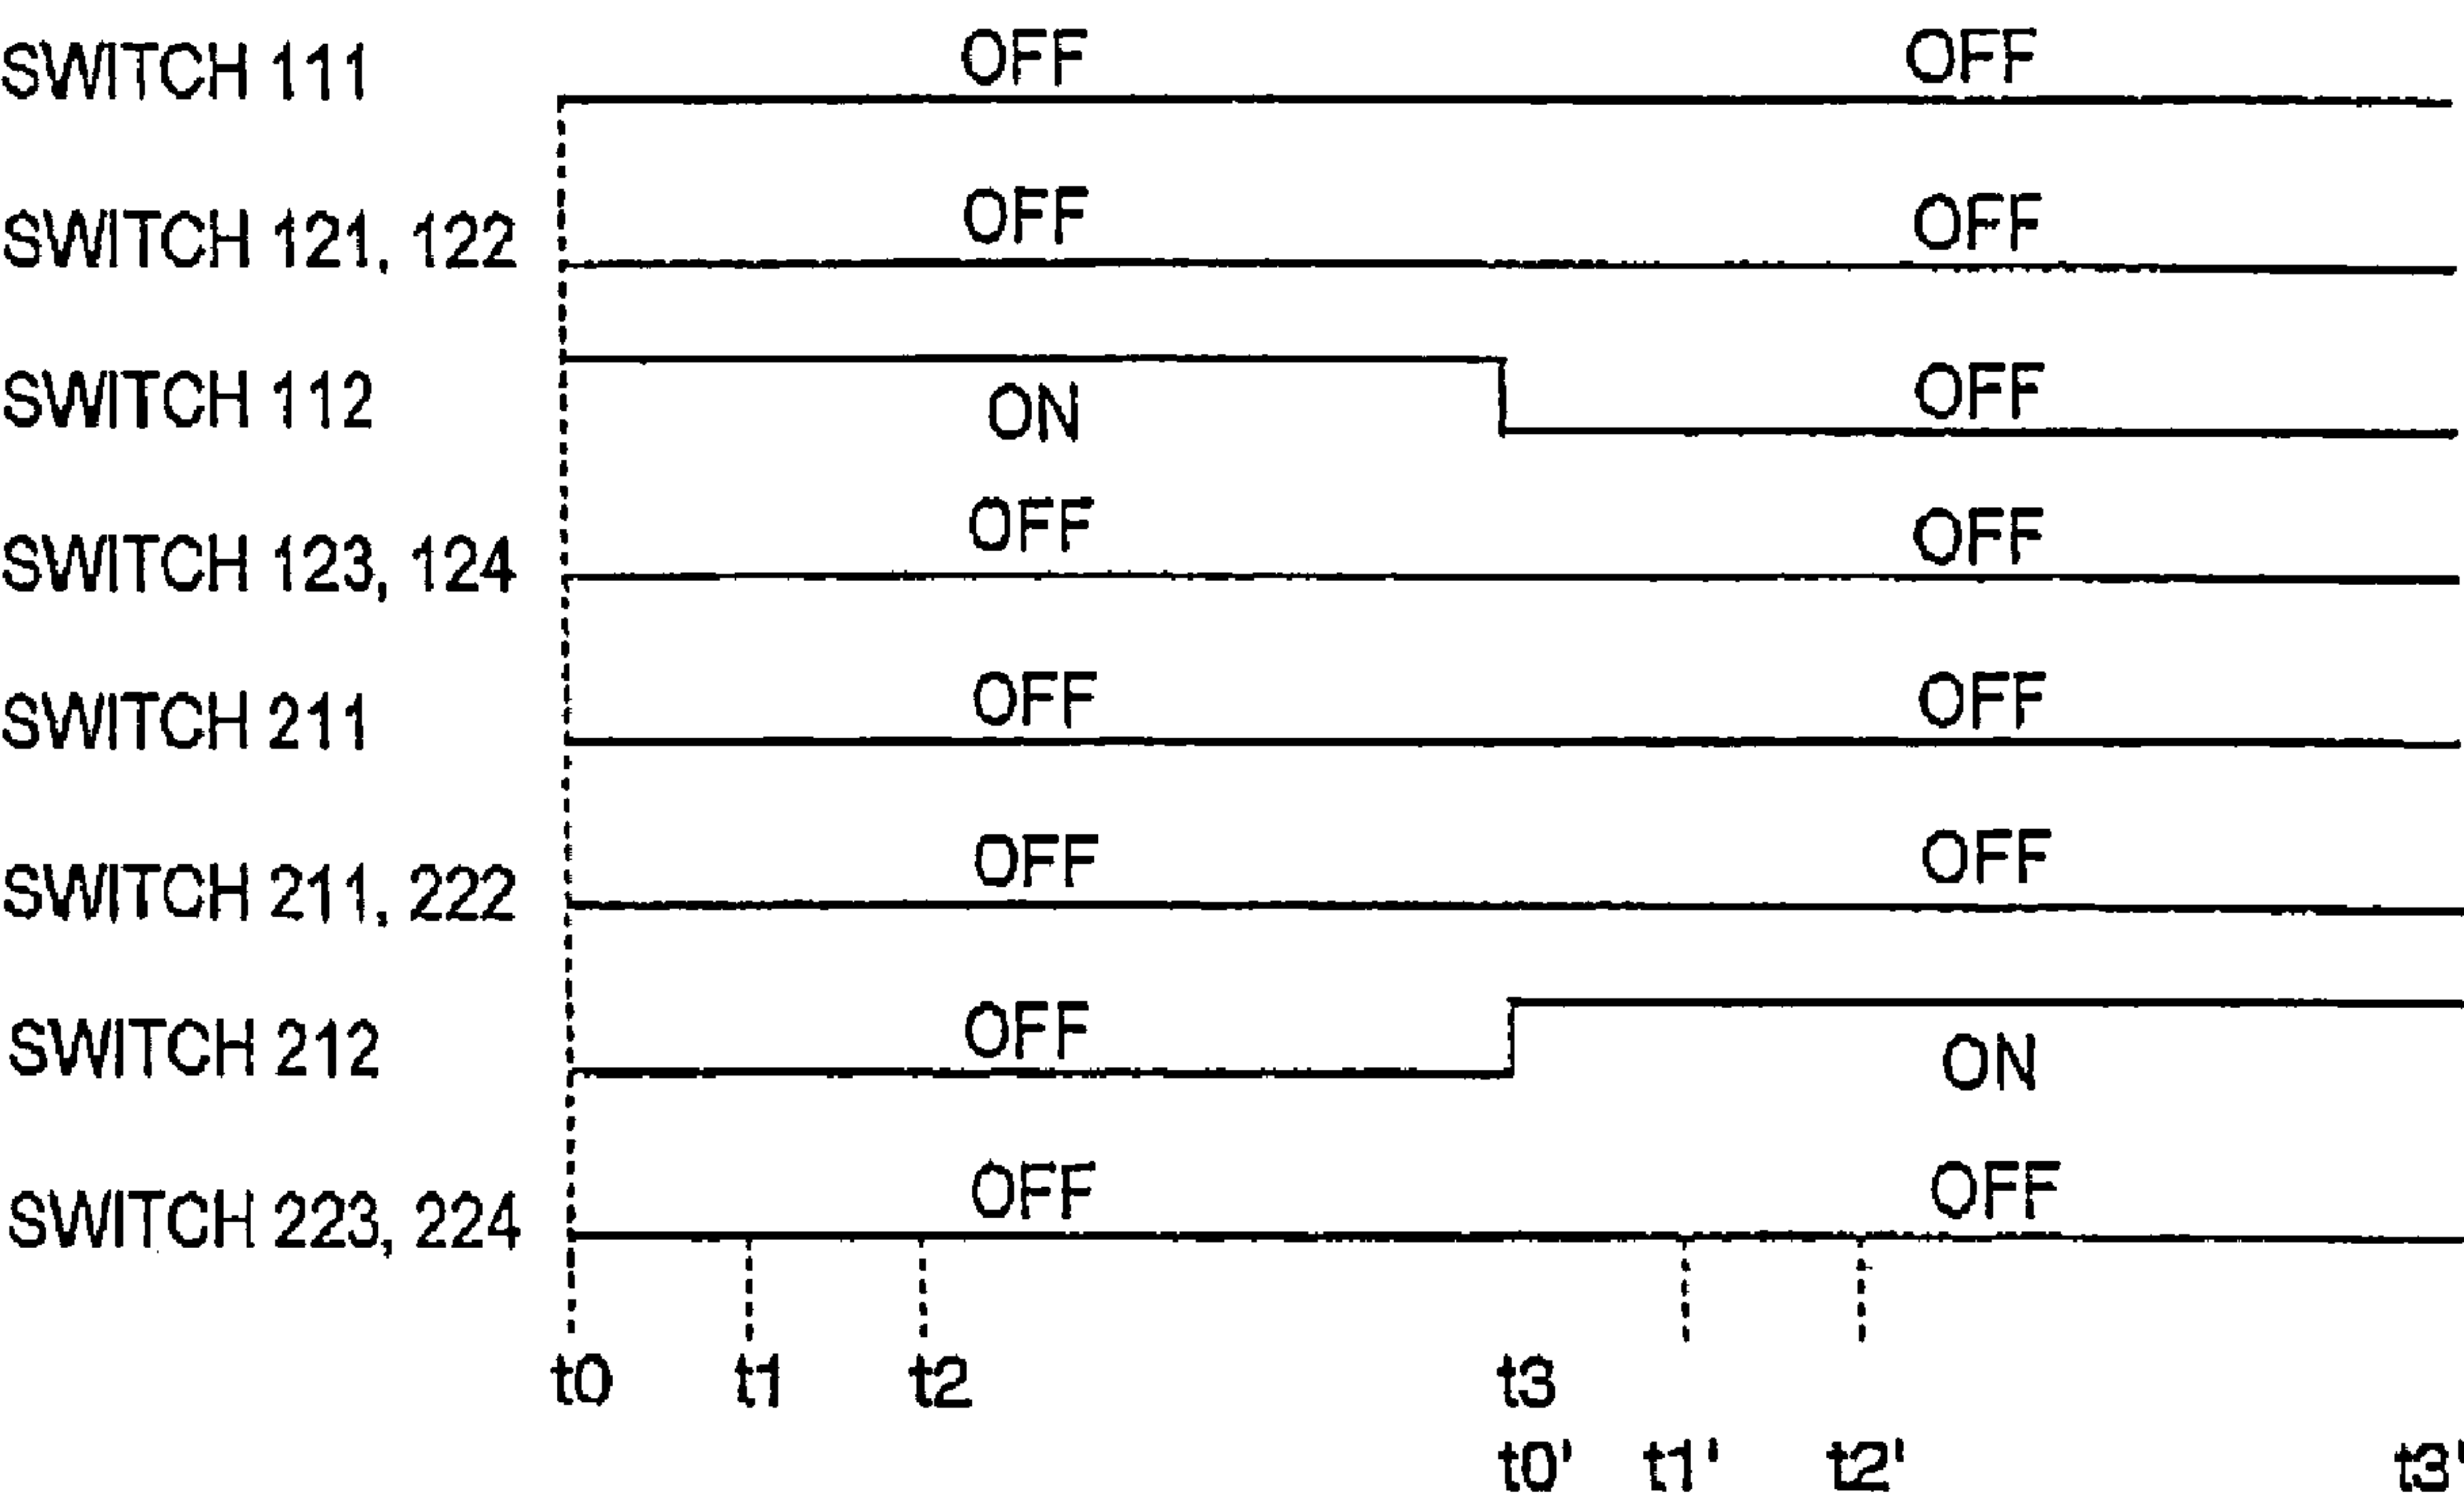 SWITCH 111 OFF OFF
SWITCH 121, 122 OFF OFF
SWITCH 112 ON OFF
SWITCH 123, 124 OFF OFF
SWITCH 211 OFF OFF
SWITCH 211, 222 OFF OFF
SWITCH 212 OFF ON
SWITCH 223, 224 OFF OFF
t0 t1 t2 t3
t0' t1' t2' t3'